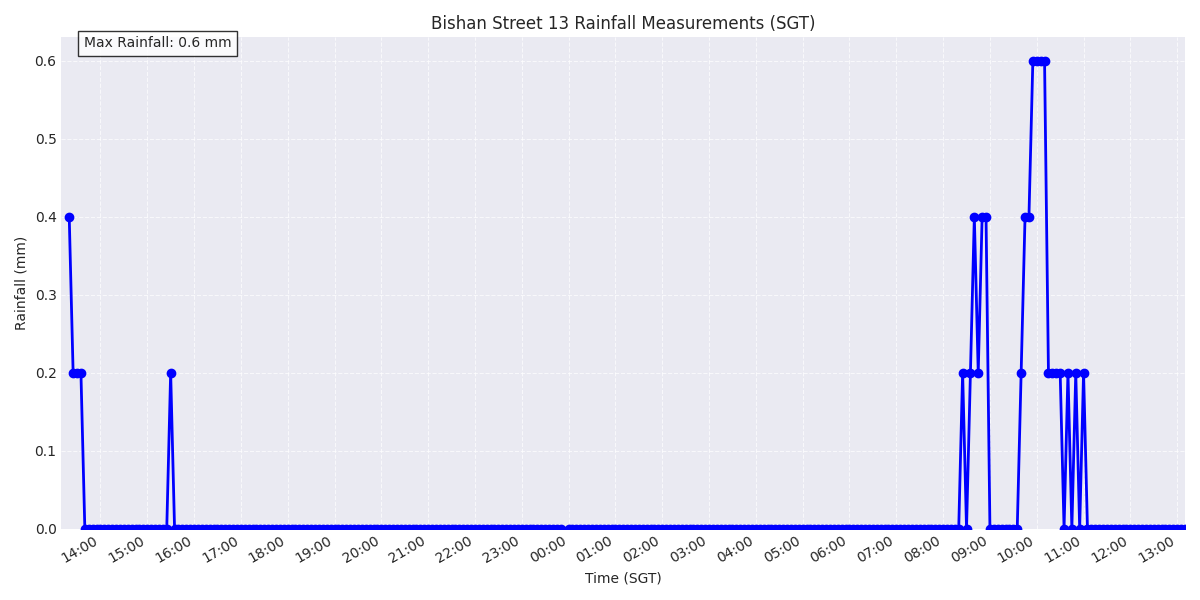 Bishan Street 13 Rainfall Measurements (SGT)
Max Rainfall: 0.6 mm
0.6
0.5
0.4
0.3
0.2
0.1
0.0
Rainfall (mm)
14:00 15:00 16:00 17:00 18:00 19:00 20:00 21:00 22:00 23:00 00:00 01:00 02:00 03:00 04:00 05:00 06:00 07:00 08:00 09:00 10:00 11:00 12:00 13:00
Time (SGT)